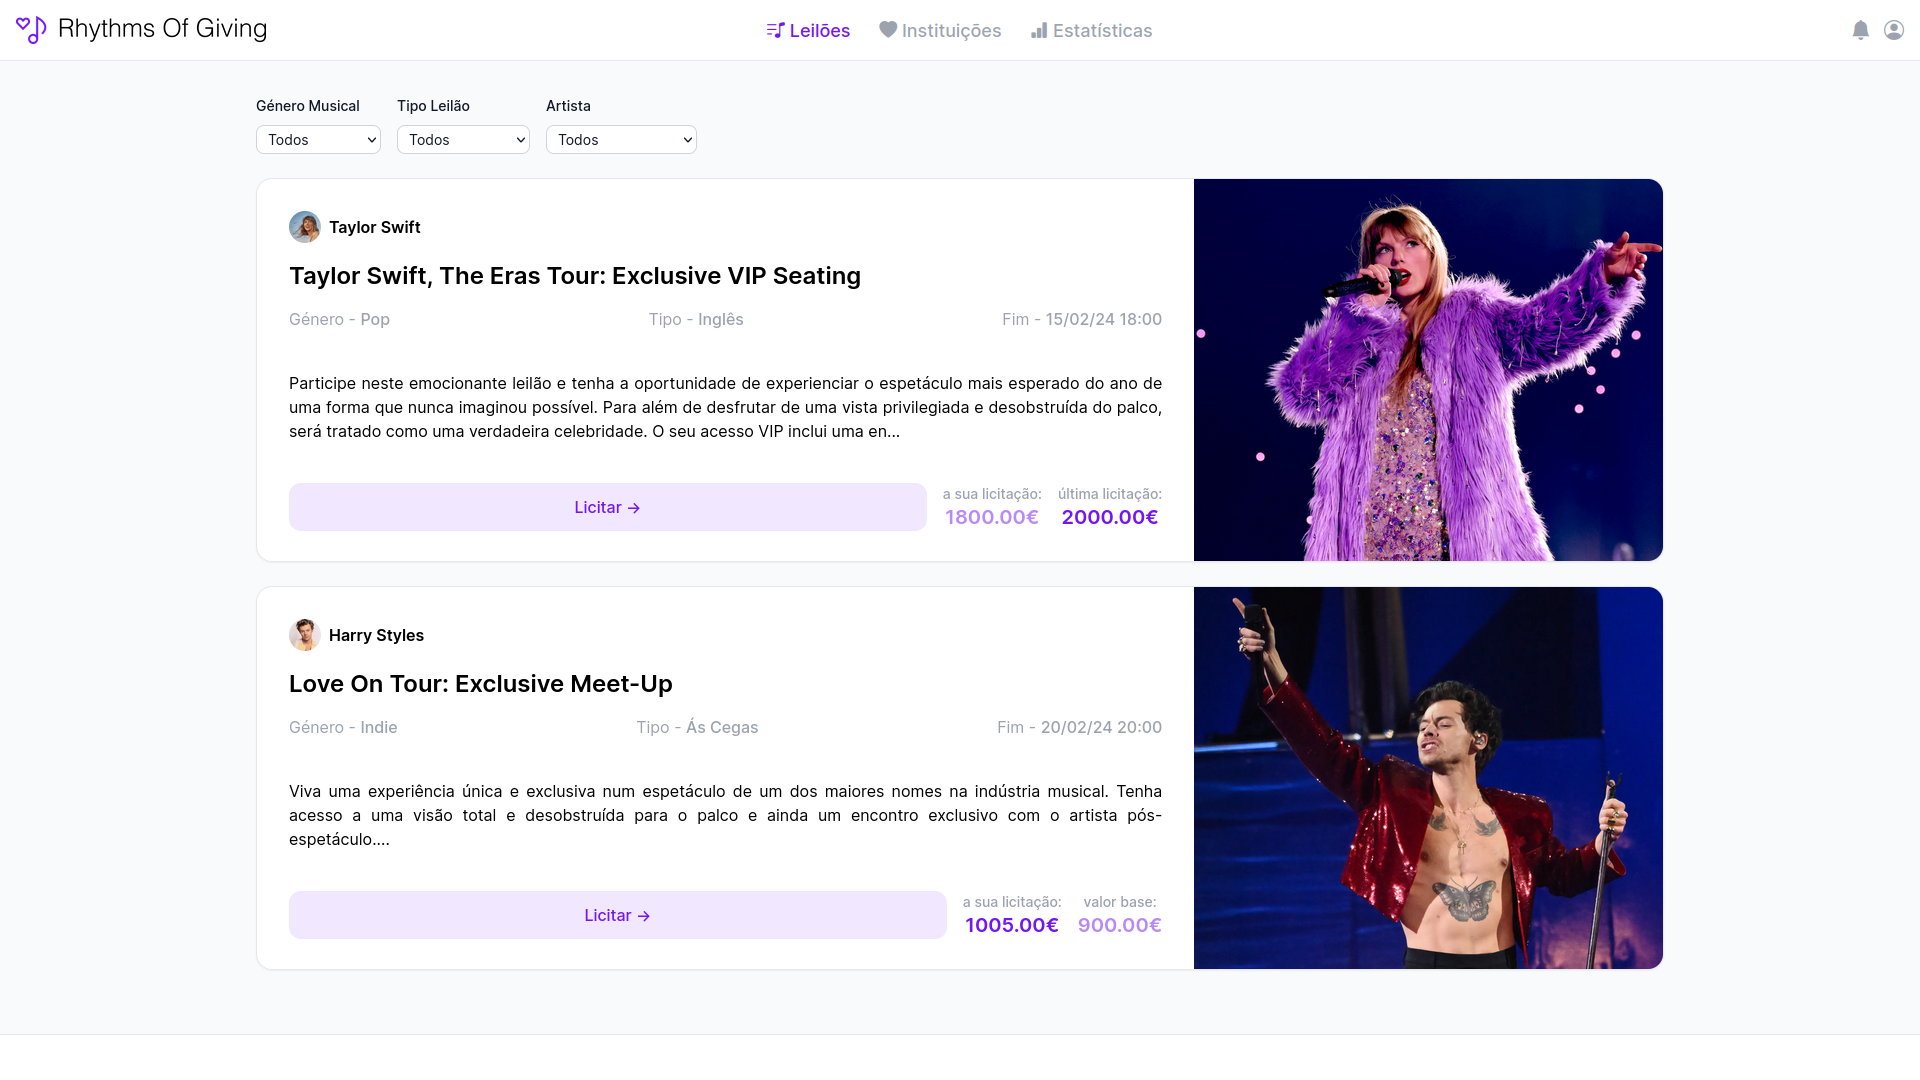 Rhythms Of Giving
Leilões
Instituições
Estatísticas
Género Musical
Tipo Leilão
Artista
Todos
Todos
Todos
Taylor Swift
Taylor Swift, The Eras Tour: Exclusive VIP Seating
Género - Pop
Tipo - Inglês
Fim - 15/02/24 18:00
Participe neste emocionante leilão e tenha a oportunidade de experienciar o espetáculo mais esperado do ano de
uma forma que nunca imaginou possível. Para além de desfrutar de uma vista privilegiada e desobstruída do palco,
será tratado como uma verdadeira celebridade. O seu acesso VIP inclui uma en...
Licitar →
a sua licitação:
1800.00€
última licitação:
2000.00€
Harry Styles
Love On Tour: Exclusive Meet-Up
Género - Indie
Tipo - Ás Cegas
Fim - 20/02/24 20:00
Viva uma experiência única e exclusiva num espetáculo de um dos maiores nomes na indústria musical. Tenha
acesso a uma visão total e desobstruída para o palco e ainda um encontro exclusivo com o artista pós-
espetáculo....
Licitar →
a sua licitação:
1005.00€
valor base:
900.00€